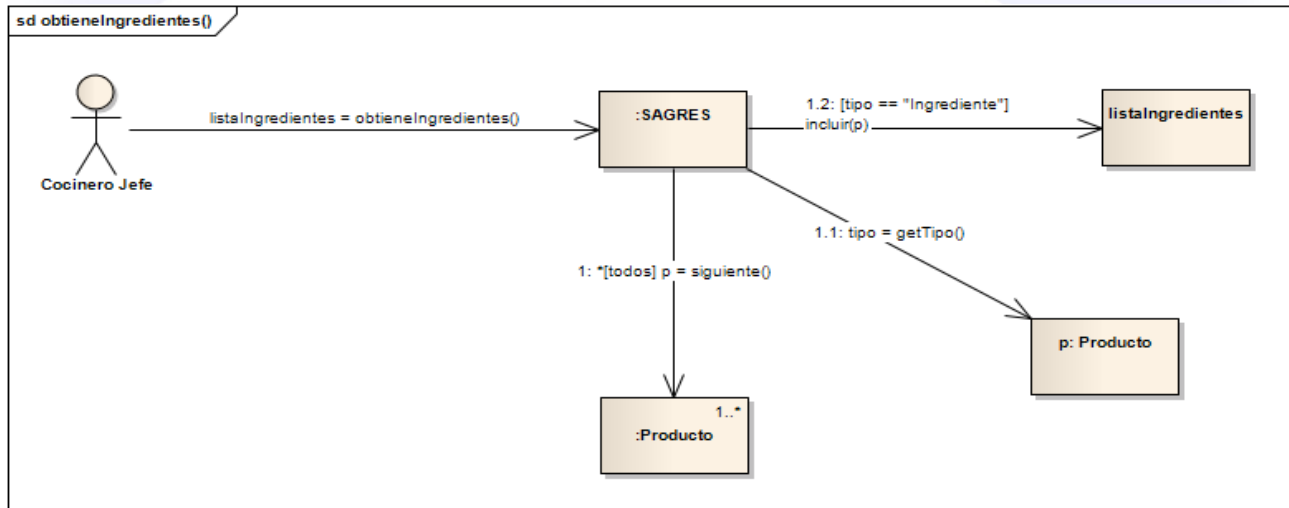 sd obtieneIngredientes()
Cocinero Jefe
listaIngredientes = obtieneIngredientes()
:SAGRES
1.2: [tipo == "Ingrediente"]
incluir(p)
listaIngredientes
1.1: tipo = getTipo()
1: *[todos] p = siguiente()
p: Producto
1..*
:Producto